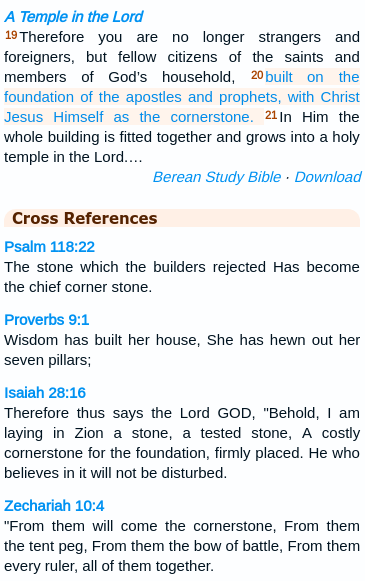 A Temple in the Lord
19Therefore you are no longer strangers and
foreigners, but fellow citizens of the saints and
members of God’s household, 20built on the
foundation of the apostles and prophets, with Christ
Jesus Himself as the cornerstone. 21In Him the
whole building is fitted together and grows into a holy
temple in the Lord.…
Berean Study Bible · Download
Cross References
Psalm 118:22
The stone which the builders rejected Has become
the chief corner stone.
Proverbs 9:1
Wisdom has built her house, She has hewn out her
seven pillars;
Isaiah 28:16
Therefore thus says the Lord GOD, "Behold, I am
laying in Zion a stone, a tested stone, A costly
cornerstone for the foundation, firmly placed. He who
believes in it will not be disturbed.
Zechariah 10:4
"From them will come the cornerstone, From them
the tent peg, From them the bow of battle, From them
every ruler, all of them together.